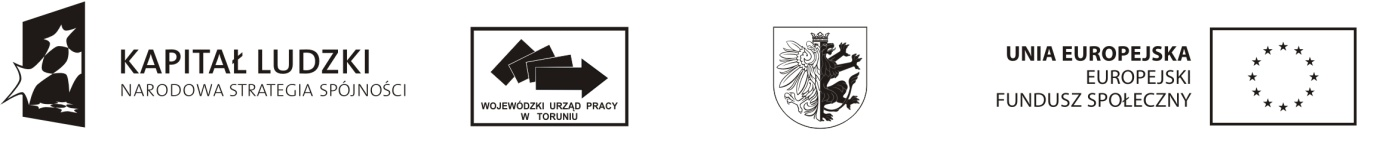 KAPITAŁ LUDZKI
NARODOWA STRATEGIA SPÓJNOŚCI
WOJEWÓDZKI URZĄD PRACY
W TORUNIU
UNIA EUROPEJSKA
EUROPEJSKI
FUNDUSZ SPOŁECZNY